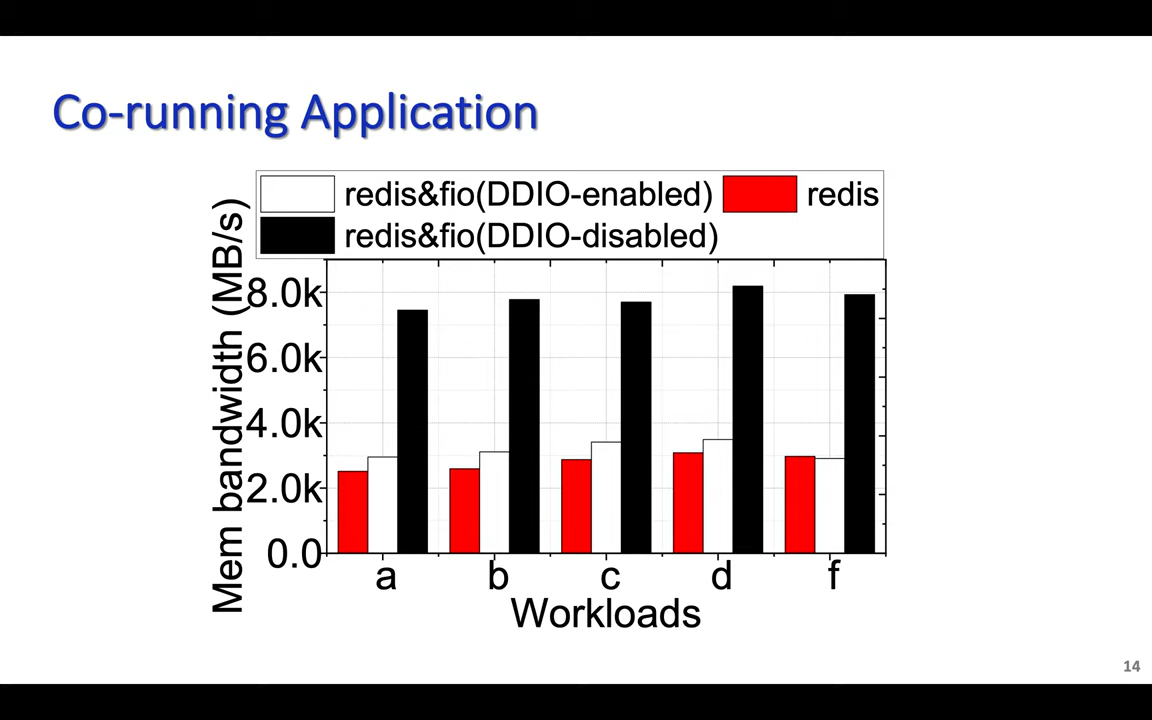 Co-running Application
redis&fio(DDIO-enabled) redis
redis&fio(DDIO-disabled)
Mem bandwidth (MB/s)
8.0k
6.0k
4.0k
2.0k
0.0
a b c d f
Workloads
14